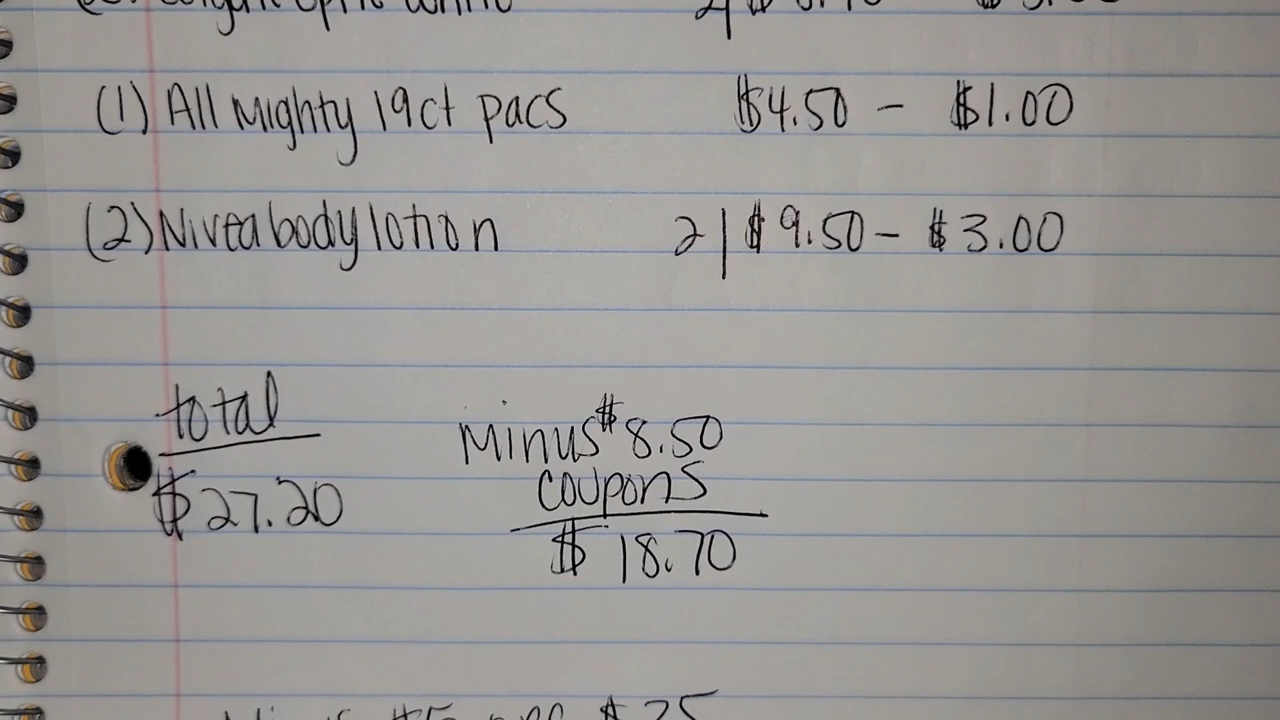 (1) All Mighty 19ct pacs $4.50 - $1.00
(2) Nivea body lotion 2|$9.50 - $3.00
total
$27.20
Minus $8.50
coupons
$18.70
$25